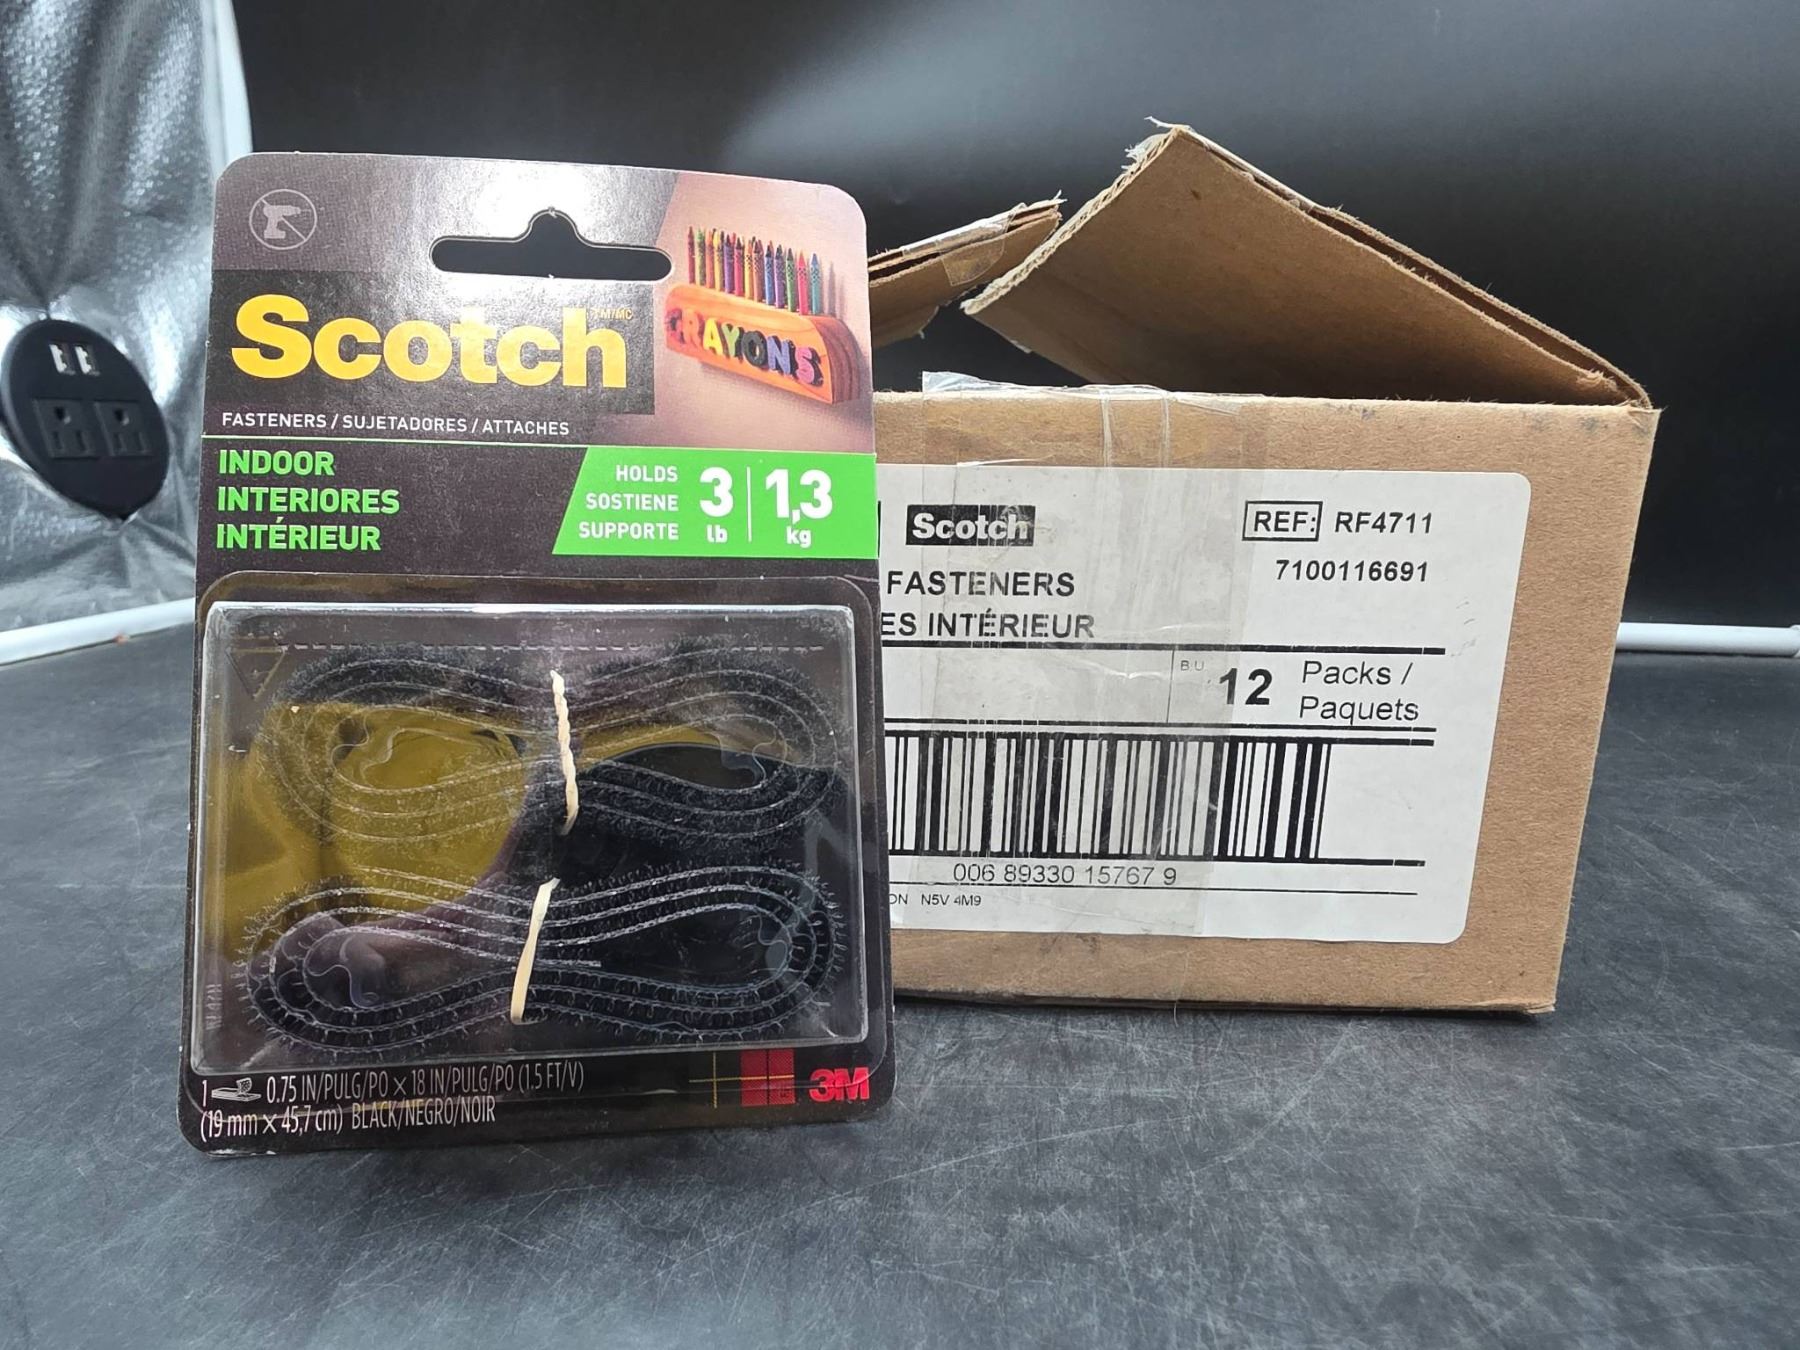 Scotch TM/MC
CRAYONS
FASTENERS / SUJETADORES / ATTACHES
INDOOR
INTERIORES
INTÉRIEUR
HOLDS
SOSTIENE
SUPPORTE
3 lb
1,3 kg
1 0.75 IN/PULG/PO × 18 IN/PULG/PO (1.5 FT/V)
(19 mm × 45,7 cm) BLACK/NEGRO/NOIR
3M
Scotch
REF: RF4711
7100116691
FASTENERS
ES INTÉRIEUR
B.U.
12 Packs /
Paquets
006 89330 15767 9
ON N5V 4M9